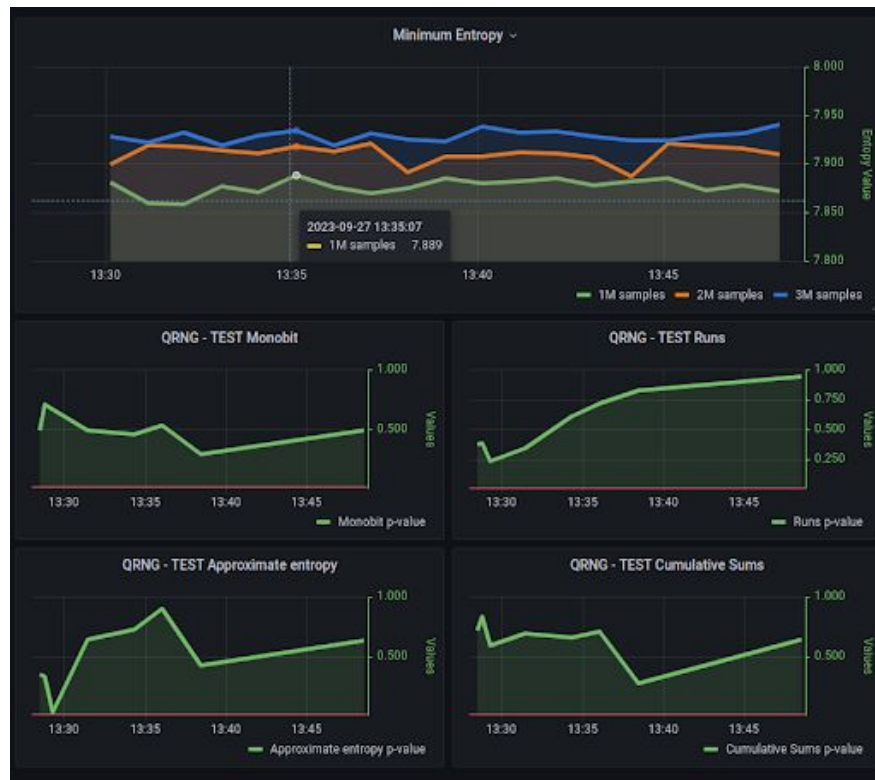 Minimum Entropy
8.000
7.950
7.900
7.850
7.800
Entopy Value
2023-09-27 13:35:07
1M samples 7.889
13:30 13:35 13:40 13:45
1M samples 2M samples 3M samples
QRNG - TEST Monobit
1.000
0.500
Values
13:30 13:35 13:40 13:45
Monobit p-value
QRNG - TEST Runs
1.000
0.750
0.500
0.250
Values
13:30 13:35 13:40 13:45
Runs p-value
QRNG - TEST Approximate entropy
1.000
0.500
Values
13:30 13:35 13:40 13:45
Approximate entropy p-value
QRNG - TEST Cumulative Sums
1.000
0.500
Values
13:30 13:35 13:40 13:45
Cumulative Sums p-value